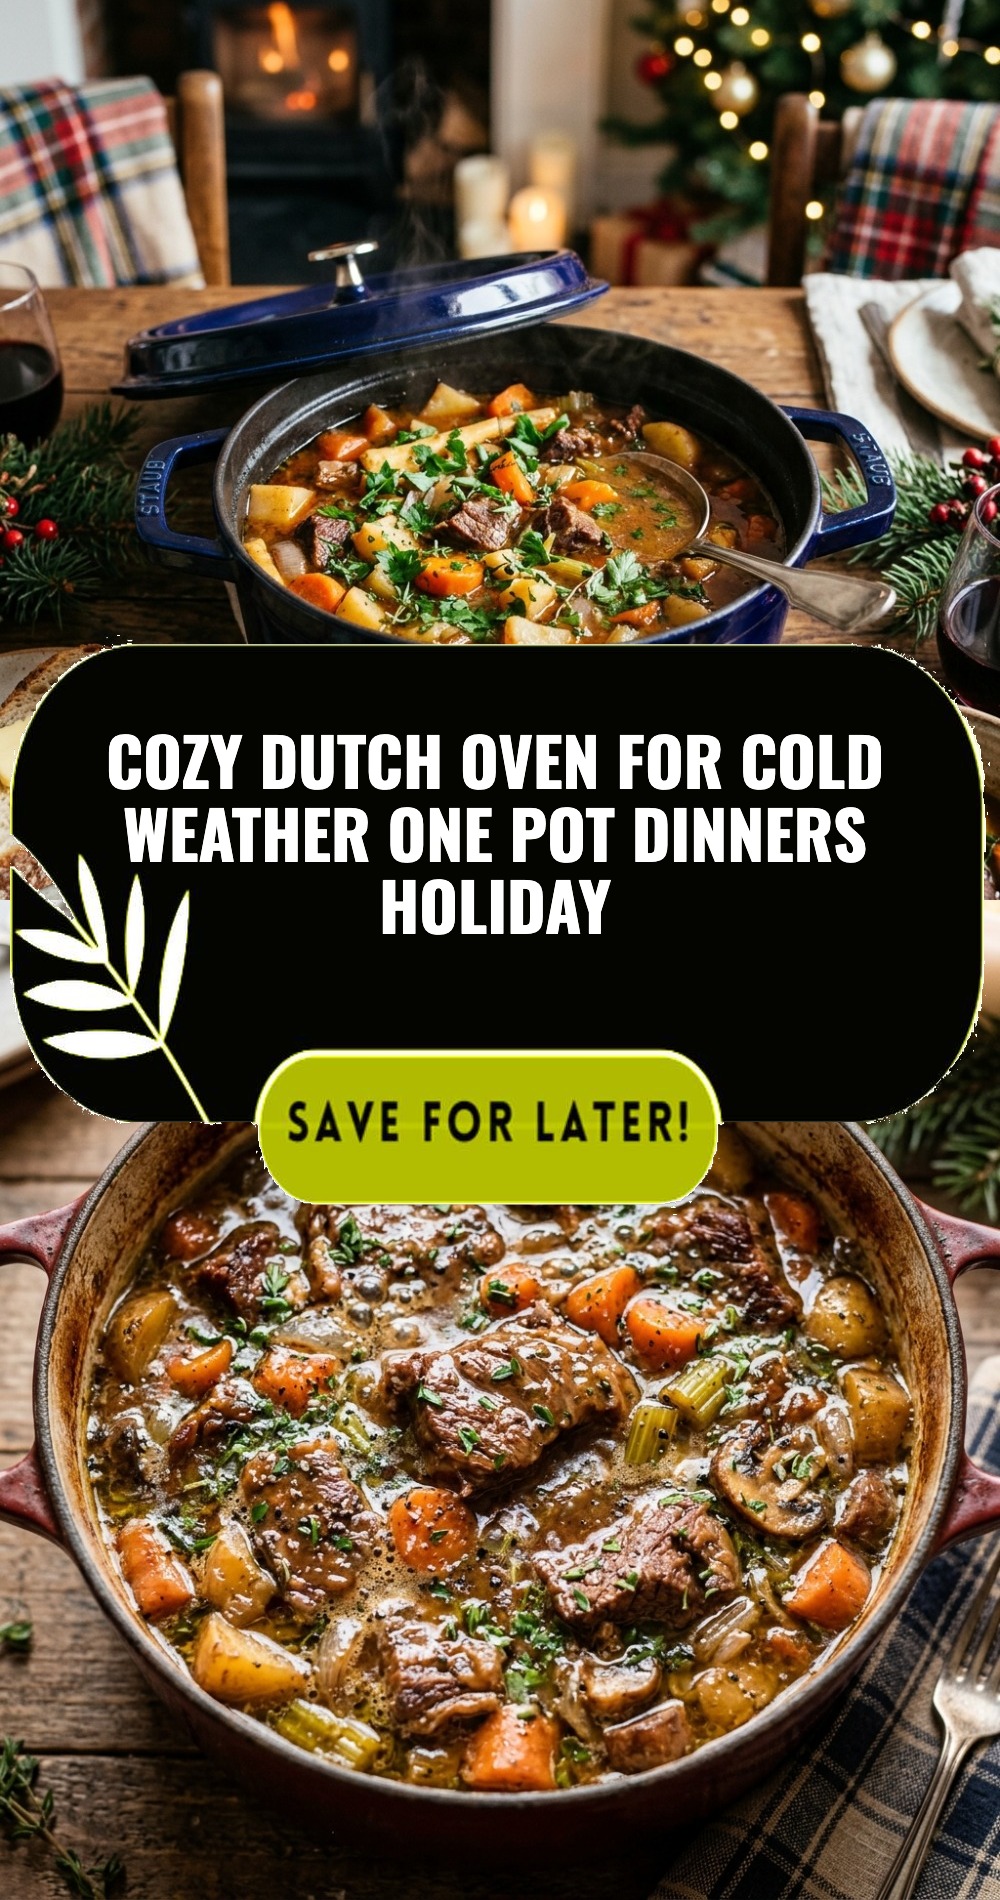 STAUB
STAUB
COZY DUTCH OVEN FOR COLD
WEATHER ONE POT DINNERS
HOLIDAY
SAVE FOR LATER!